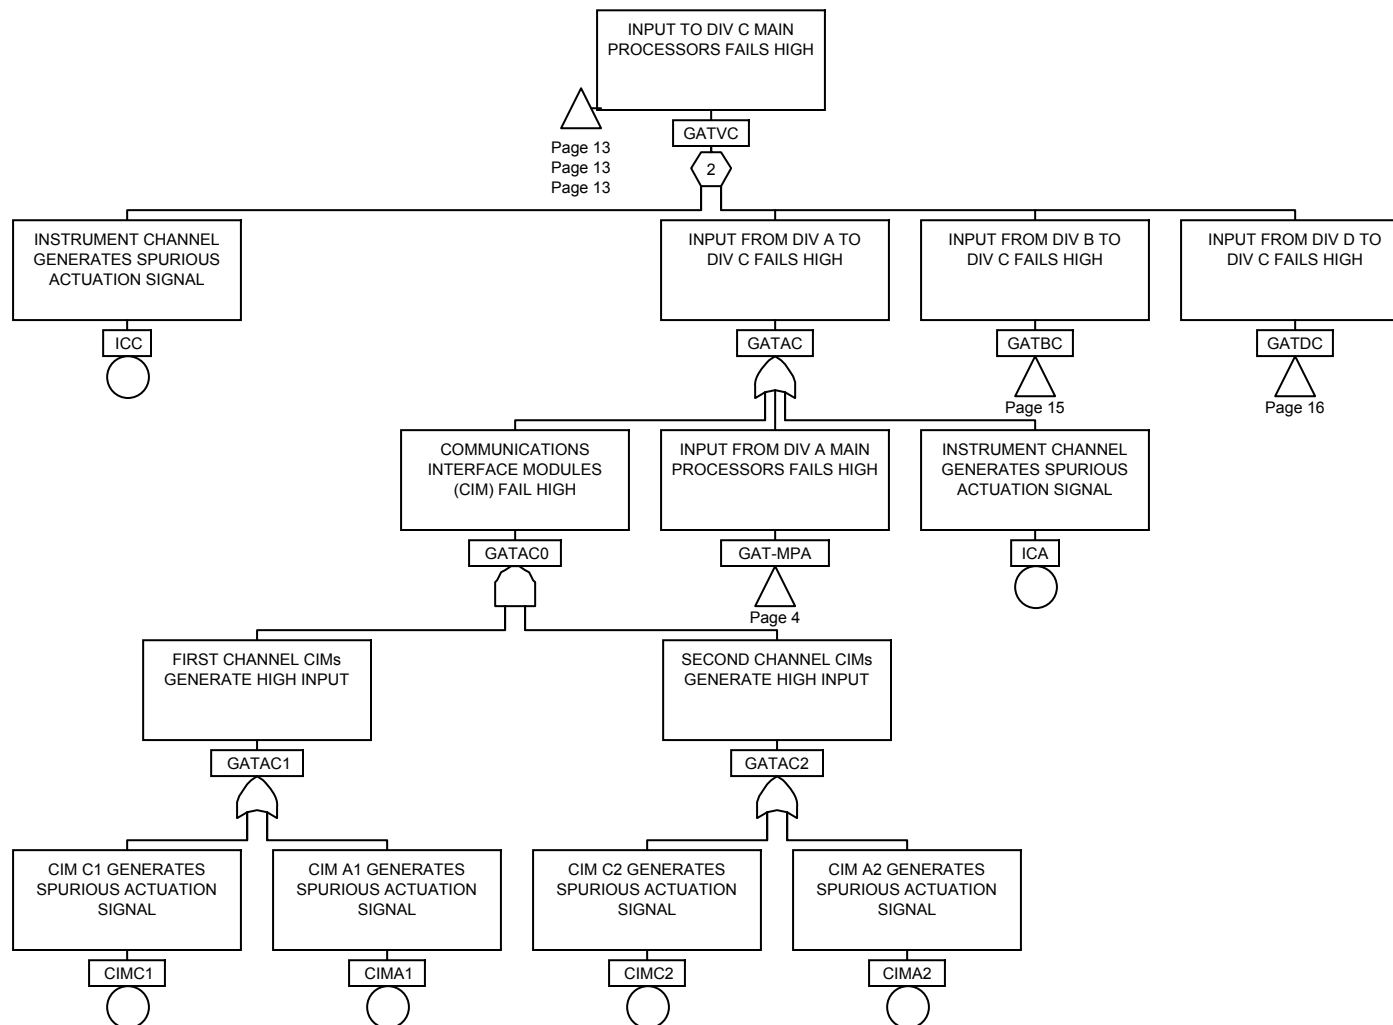 INPUT TO DIV C MAIN
PROCESSORS FAILS HIGH
GATVC
Page 13
Page 13
Page 13
2
INSTRUMENT CHANNEL
GENERATES SPURIOUS
ACTUATION SIGNAL
ICC
INPUT FROM DIV A TO
DIV C FAILS HIGH
GATAC
INPUT FROM DIV B TO
DIV C FAILS HIGH
GATBC
Page 15
INPUT FROM DIV D TO
DIV C FAILS HIGH
GATDC
Page 16
COMMUNICATIONS
INTERFACE MODULES
(CIM) FAIL HIGH
GATAC0
INPUT FROM DIV A MAIN
PROCESSORS FAILS HIGH
GAT-MPA
Page 4
INSTRUMENT CHANNEL
GENERATES SPURIOUS
ACTUATION SIGNAL
ICA
FIRST CHANNEL CIMs
GENERATE HIGH INPUT
GATAC1
SECOND CHANNEL CIMs
GENERATE HIGH INPUT
GATAC2
CIM C1 GENERATES
SPURIOUS ACTUATION
SIGNAL
CIMC1
CIM A1 GENERATES
SPURIOUS ACTUATION
SIGNAL
CIMA1
CIM C2 GENERATES
SPURIOUS ACTUATION
SIGNAL
CIMC2
CIM A2 GENERATES
SPURIOUS ACTUATION
SIGNAL
CIMA2